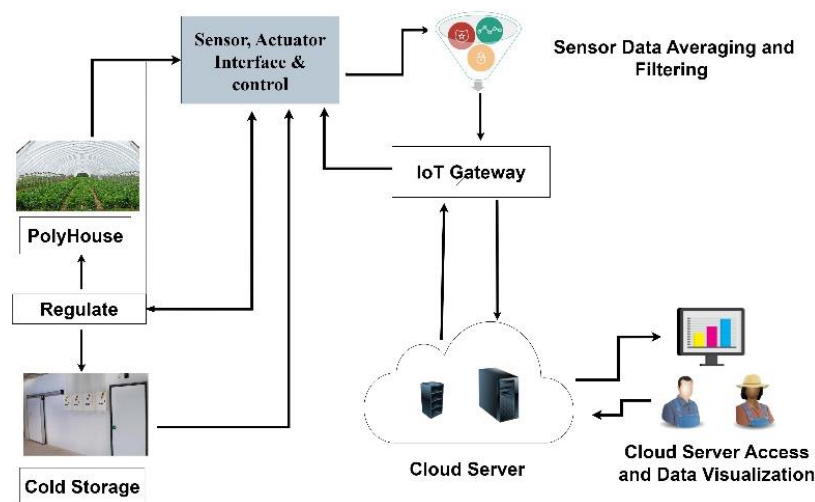 Sensor, Actuator
Interface &
control
Sensor Data Averaging and
Filtering
IoT Gateway
PolyHouse
Regulate
Cold Storage
Cloud Server
Cloud Server Access
and Data Visualization